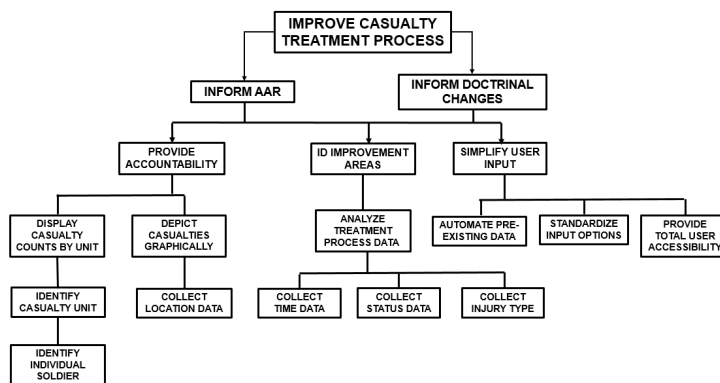 IMPROVE CASUALTY
TREATMENT PROCESS
INFORM AAR
INFORM DOCTRINAL
CHANGES
PROVIDE
ACCOUNTABILITY
ID IMPROVEMENT
AREAS
SIMPLIFY USER
INPUT
DISPLAY
CASUALTY
COUNTS BY UNIT
DEPICT
CASUALTIES
GRAPHICALLY
ANALYZE
TREATMENT
PROCESS DATA
AUTOMATE PRE-
EXISTING DATA
STANDARDIZE
INPUT OPTIONS
PROVIDE
TOTAL USER
ACCESSIBILITY
IDENTIFY
CASUALTY UNIT
COLLECT
LOCATION DATA
COLLECT
TIME DATA
COLLECT
STATUS DATA
COLLECT
INJURY TYPE
IDENTIFY
INDIVIDUAL
SOLDIER